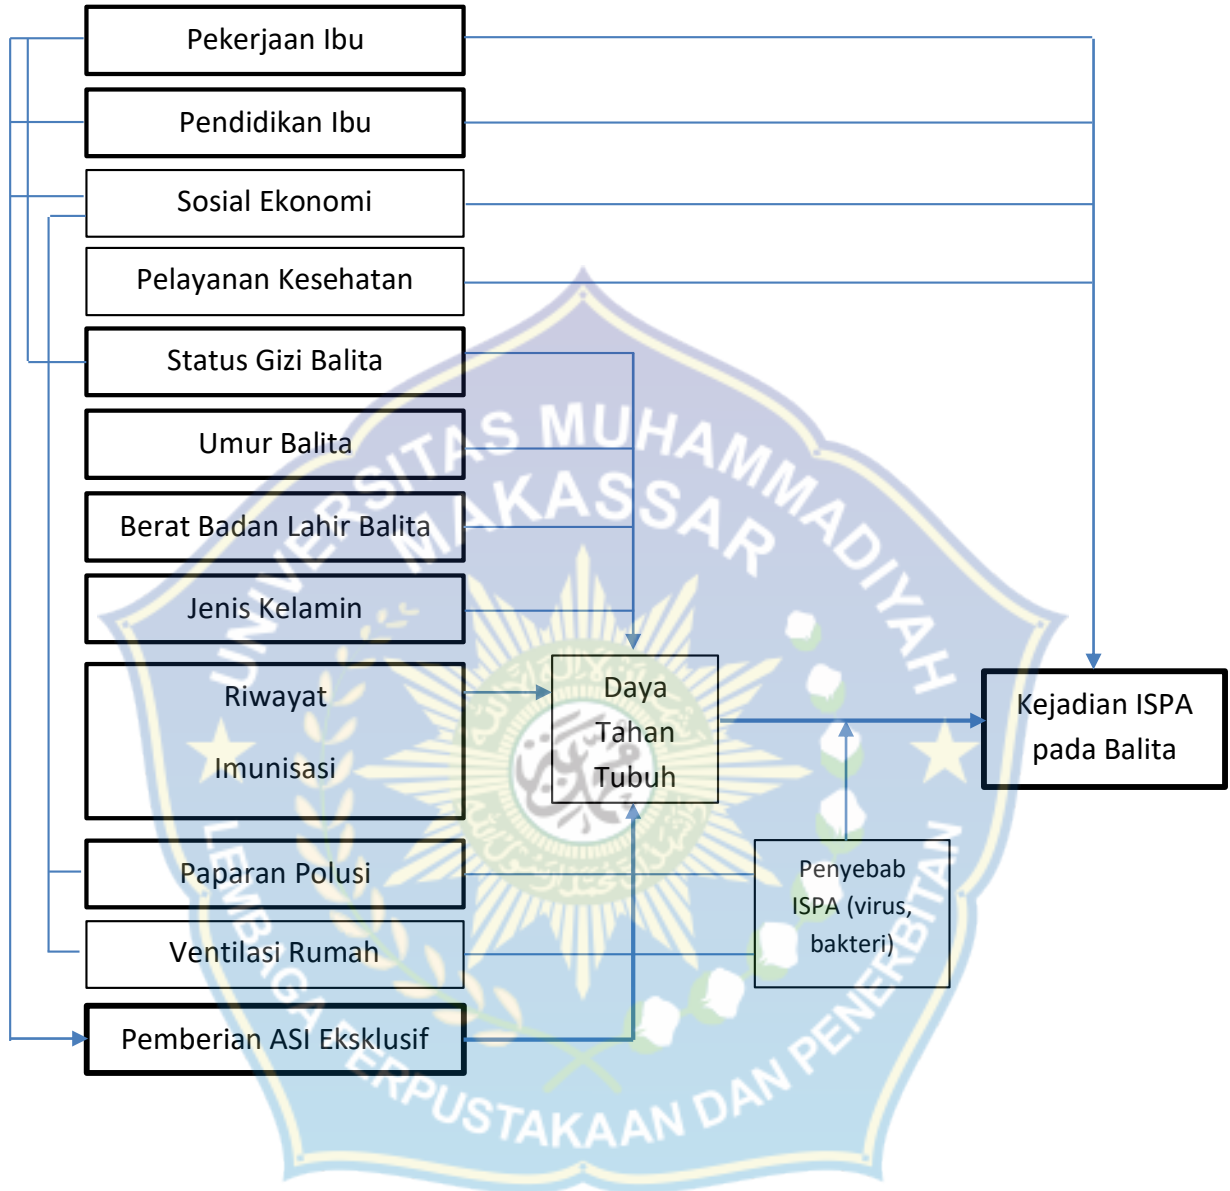 Pekerjaan Ibu
Pendidikan Ibu
Sosial Ekonomi
Pelayanan Kesehatan
Status Gizi Balita
Umur Balita
Berat Badan Lahir Balita
Jenis Kelamin
Riwayat
Imunisasi
Paparan Polusi
Ventilasi Rumah
Pemberian ASI Eksklusif
Daya
Tahan
Tubuh
Penyebab
ISPA (virus,
bakteri)
Kejadian ISPA
pada Balita
UNIVERSITAS MUHAMMADIYAH
MAKASSAR
LEMBAGA PERPUSTAKAAN DAN PENERBITAN